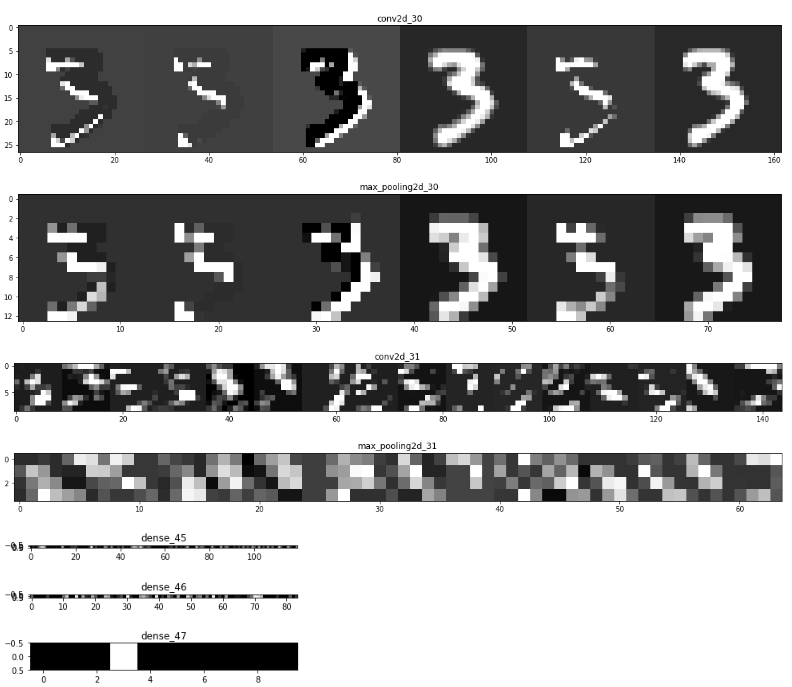 conv2d_30
0
5
10
15
20
25
0 20 40 60 80 100 120 140 160
max_pooling2d_30
0
2
4
6
8
10
12
0 10 20 30 40 50 60 70
conv2d_31
0
5
0 20 40 60 80 100 120 140
max_pooling2d_31
0
2
0 10 20 30 40 50 60
dense_45
0 20 40 60 80 100
dense_46
0 10 20 30 40 50 60 70 80
dense_47
−0.5
0.0
0.5
0 2 4 6 8